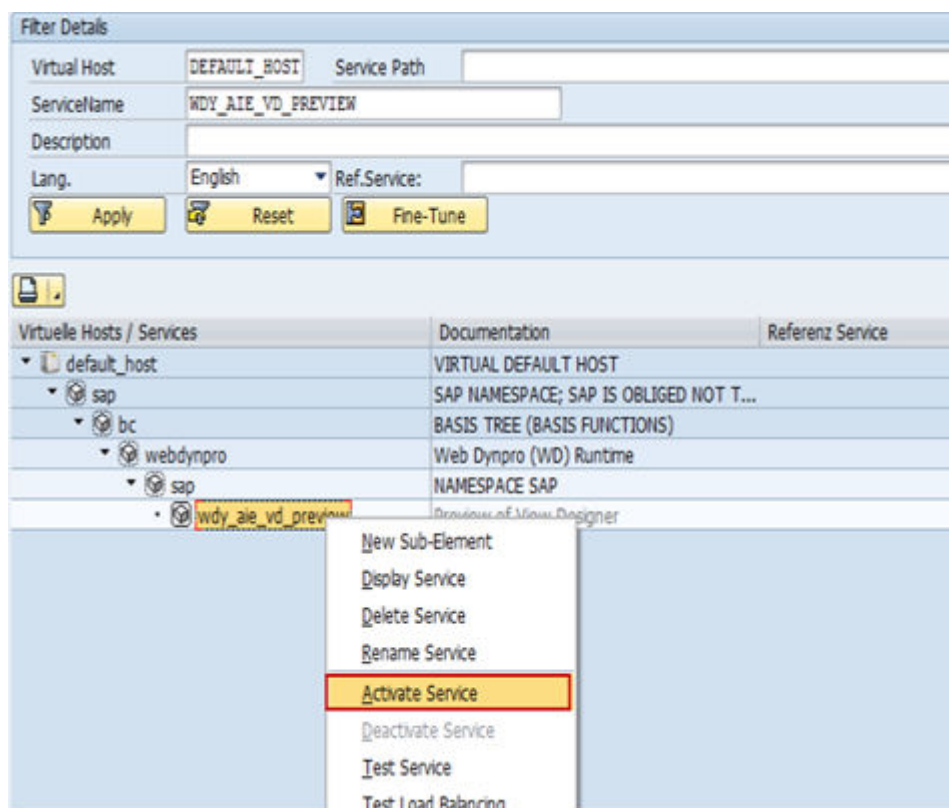 Filter Details
Virtual Host DEFAULT_HOST Service Path
ServiceName WDY_AIE_VD_PREVIEW
Description
Lang. English Ref.Service:
Apply Reset Fine-Tune
Virtuelle Hosts / Services Documentation Referenz Service
default_host VIRTUAL DEFAULT HOST
sap SAP NAMESPACE; SAP IS OBLIGED NOT T...
bc BASIS TREE (BASIS FUNCTIONS)
webdynpro Web Dynpro (WD) Runtime
sap NAMESPACE SAP
wdy_aie_vd_preview Preview of View Designer
New Sub-Element
Display Service
Delete Service
Rename Service
Activate Service
Deactivate Service
Test Service
Test Load Balancing